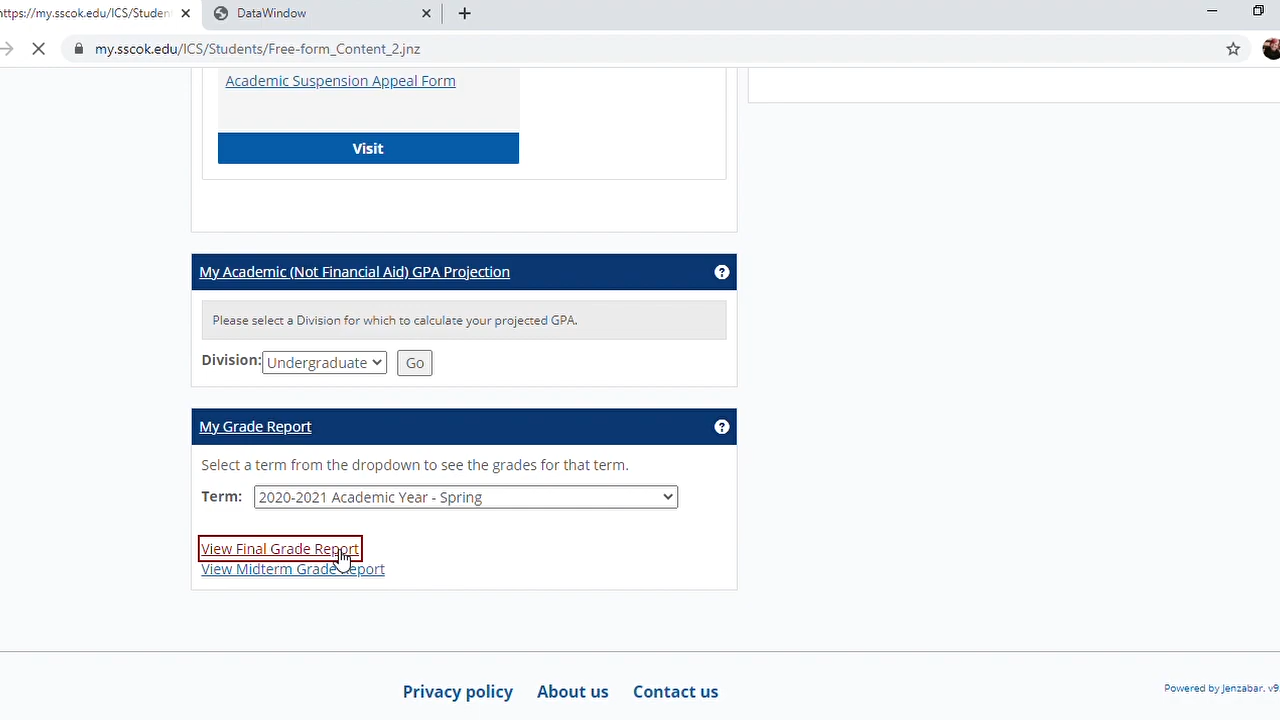 https://my.sscok.edu/ICS/Studen
DataWindow
my.sscok.edu/ICS/Students/Free-form_Content_2.jnz
Academic Suspension Appeal Form
Visit
My Academic (Not Financial Aid) GPA Projection
Please select a Division for which to calculate your projected GPA.
Division: Undergraduate Go
My Grade Report
Select a term from the dropdown to see the grades for that term.
Term: 2020-2021 Academic Year - Spring
View Final Grade Report
View Midterm Grade Report
Privacy policy About us Contact us
Powered by Jenzabar. v9